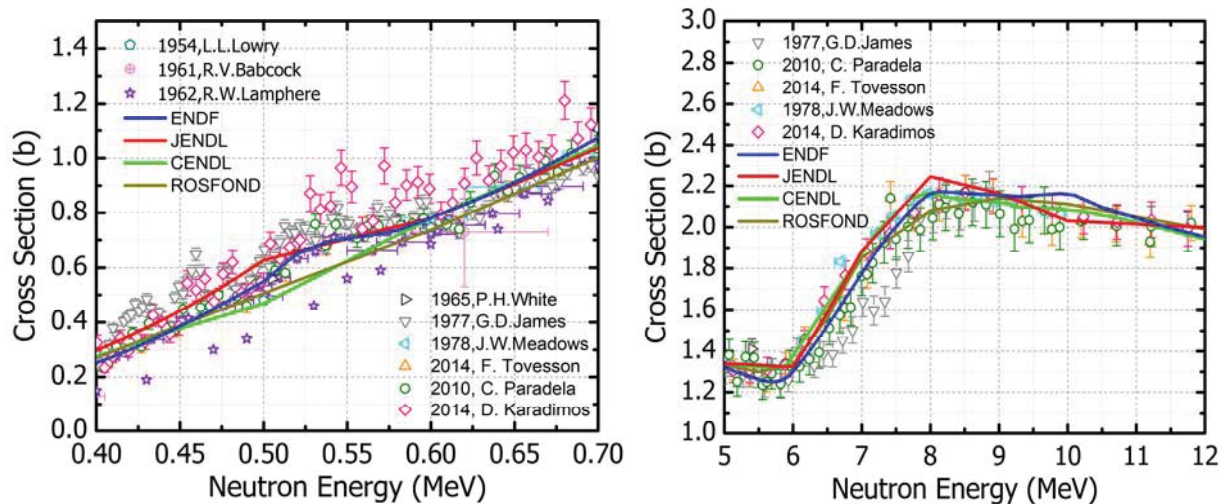 Cross Section (b)
1.4
1.2
1.0
0.8
0.6
0.4
0.2
0.0
1954,L.L.Lowry
1961,R.V.Babcock
1962,R.W.Lamphere
ENDF
JENDL
CENDL
ROSFOND
1965,P.H.White
1977,G.D.James
1978,J.W.Meadows
2014, F. Tovesson
2010, C. Paradela
2014, D. Karadimos
0.40 0.45 0.50 0.55 0.60 0.65 0.70
Neutron Energy (MeV)
Cross Section (b)
3.0
2.8
2.6
2.4
2.2
2.0
1.8
1.6
1.4
1.2
1.0
1977,G.D.James
2010, C. Paradela
2014, F. Tovesson
1978,J.W.Meadows
2014, D. Karadimos
ENDF
JENDL
CENDL
ROSFOND
5 6 7 8 9 10 11 12
Neutron Energy (MeV)